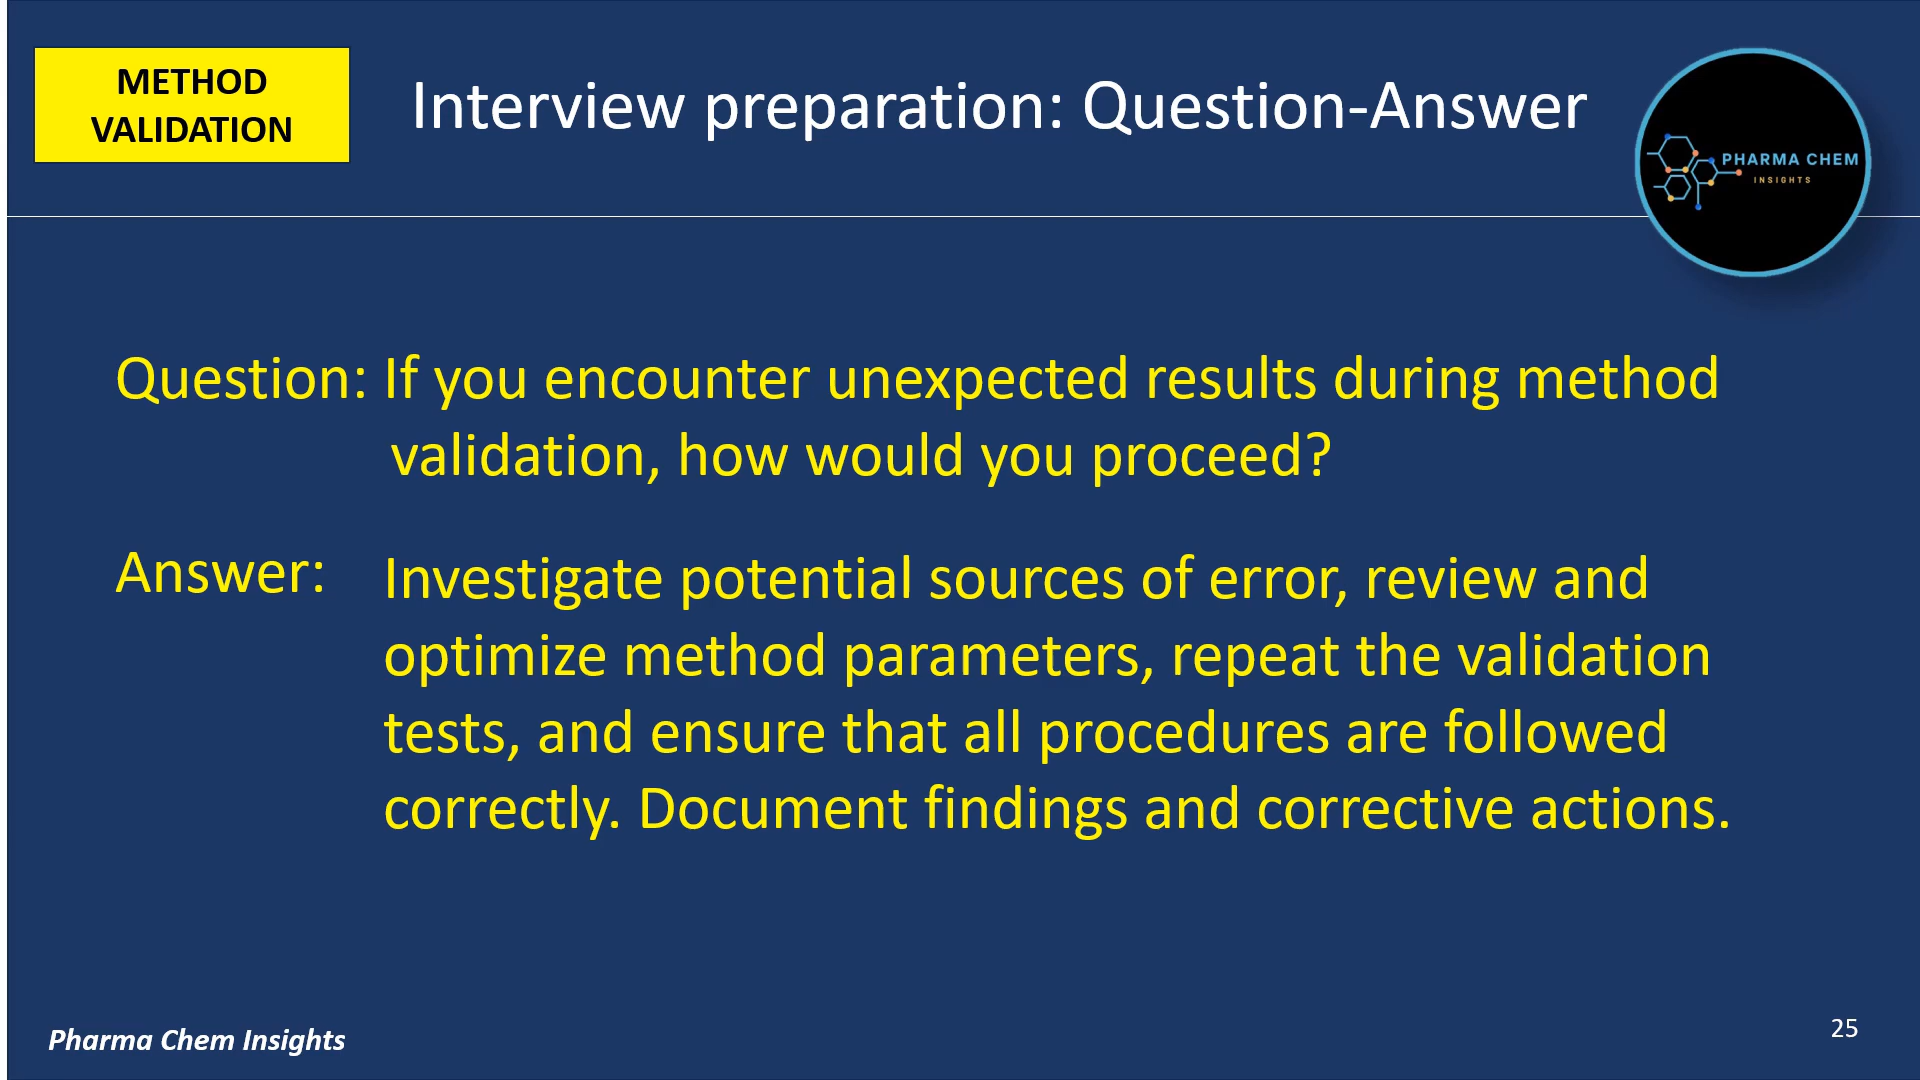 METHOD
VALIDATION
Interview preparation: Question-Answer
PHARMA CHEM
INSIGHTS
Question: If you encounter unexpected results during method
validation, how would you proceed?
Answer: Investigate potential sources of error, review and
optimize method parameters, repeat the validation
tests, and ensure that all procedures are followed
correctly. Document findings and corrective actions.
Pharma Chem Insights
25